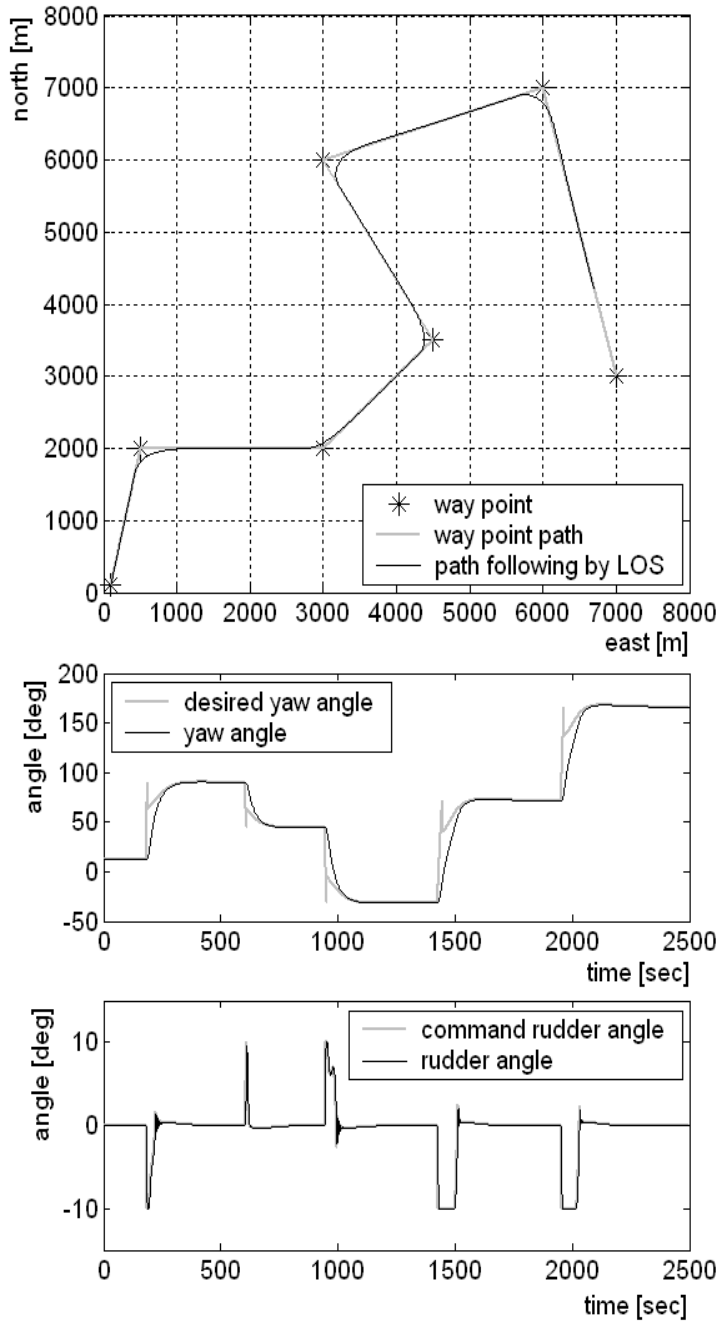 north [m]
8000
7000
6000
5000
4000
3000
2000
1000
0
0 1000 2000 3000 4000 5000 6000 7000 8000
east [m]
way point
way point path
path following by LOS
angle [deg]
200
150
100
50
0
-50
0 500 1000 1500 2000 2500
time [sec]
desired yaw angle
yaw angle
angle [deg]
10
0
-10
0 500 1000 1500 2000 2500
time [sec]
command rudder angle
rudder angle